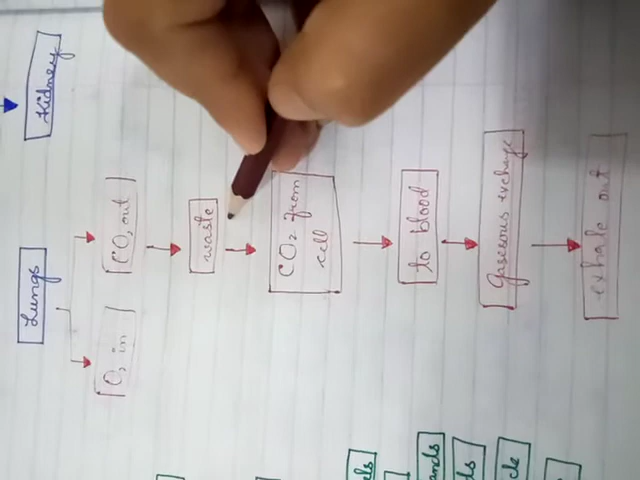 Kidney
Lungs
CO2 out
O2 in
waste
CO2 from
cell
to blood
gaseous exchange
exhale out